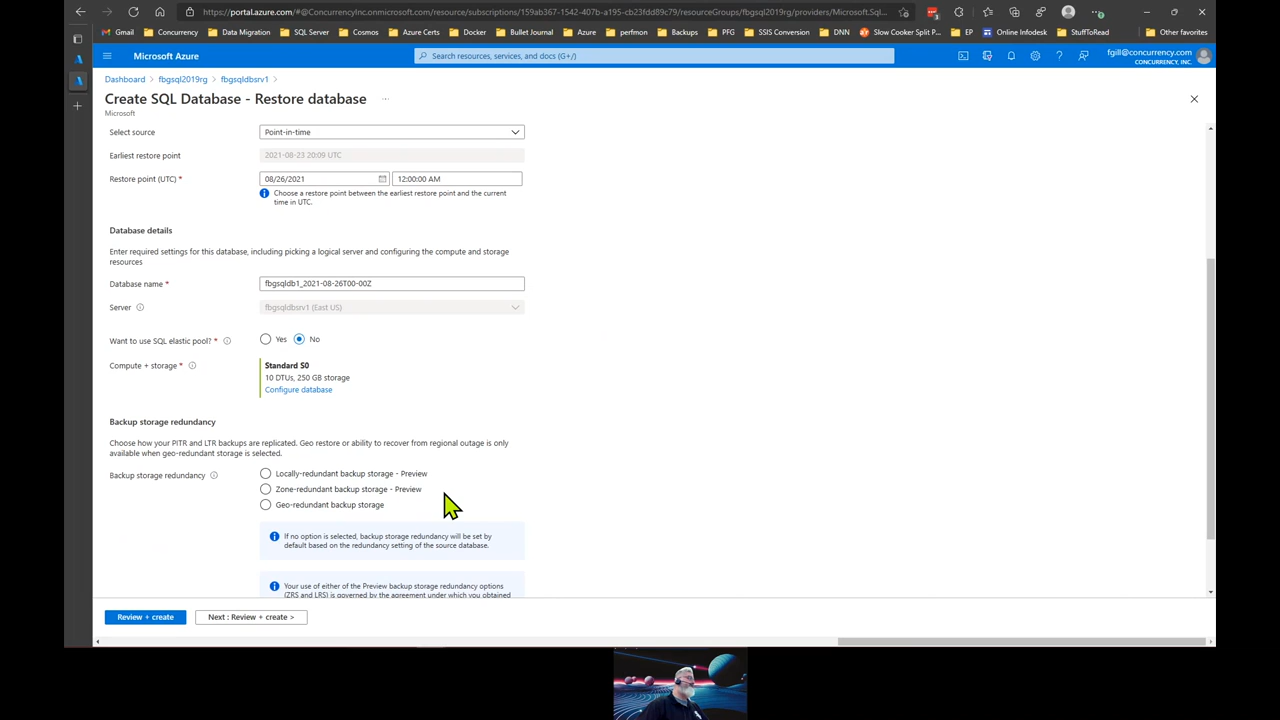 https://portal.azure.com/#@ConcurrencyInc.onmicrosoft.com/resource/subscriptions/159ab367-1542-407b-a195-cb23fdd89c79/resourceGroups/fbgsql2019rg/providers/Microsoft.Sql...
Gmail Concurrency Data Migration SQL Server Cosmos Azure Certs Docker Bullet Journal Azure perfmon Backups PFG SSIS Conversion DNN Slow Cooker Split P... EP Online Infodesk StuffToRead Other favorites
Microsoft Azure
Search resources, services, and docs (G+/)
fgill@concurrency.com
CONCURRENCY, INC.
Dashboard > fbgsql2019rg > fbgsqldbsrv1 >
Create SQL Database - Restore database ...
Microsoft
Select source Point-in-time
Earliest restore point 2021-08-23 20:09 UTC
Restore point (UTC) * 08/26/2021 12:00:00 AM
Choose a restore point between the earliest restore point and the current
time in UTC.
Database details
Enter required settings for this database, including picking a logical server and configuring the compute and storage
resources
Database name * fbgsqldb1_2021-08-26T00-00Z
Server fbgsqldbsrv1 (East US)
Want to use SQL elastic pool? * Yes No
Compute + storage * Standard S0
10 DTUs, 250 GB storage
Configure database
Backup storage redundancy
Choose how your PITR and LTR backups are replicated. Geo restore or ability to recover from regional outage is only
available when geo-redundant storage is selected.
Backup storage redundancy
Locally-redundant backup storage - Preview
Zone-redundant backup storage - Preview
Geo-redundant backup storage
If no option is selected, backup storage redundancy will be set by
default based on the redundancy setting of the source database.
Your use of either of the Preview backup storage redundancy options
(ZRS and LRS) is governed by the agreement under which you obtained
Review + create Next : Review + create >